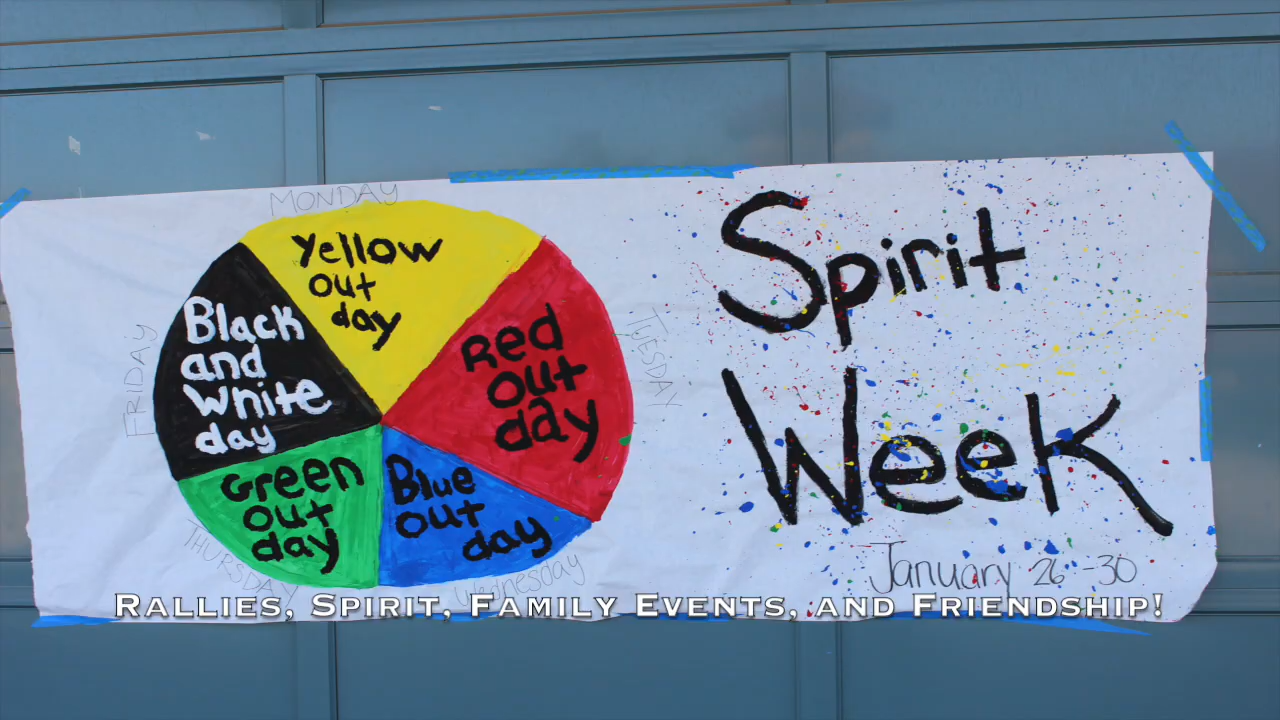 MONDAY
Yellow
out
day
TUESDAY
Red
out
day
Wednesday
Blue
out
day
THURSDAY
Green
out
day
FRIDAY
Black
and
White
day
Spirit
Week
January 26-30
Rallies, Spirit, Family Events, and Friendship!